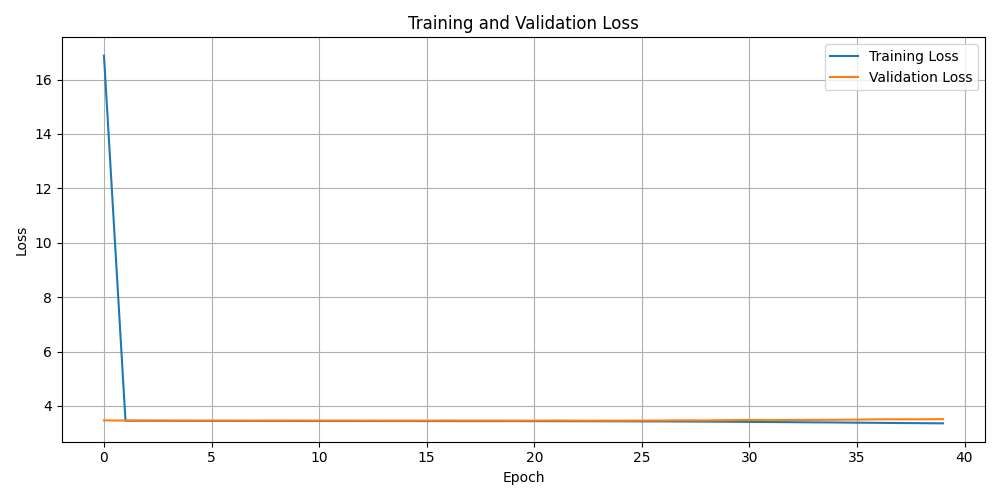 Training and Validation Loss
Training Loss
Validation Loss
16
14
12
10
8
6
4
Loss
0 5 10 15 20 25 30 35 40
Epoch